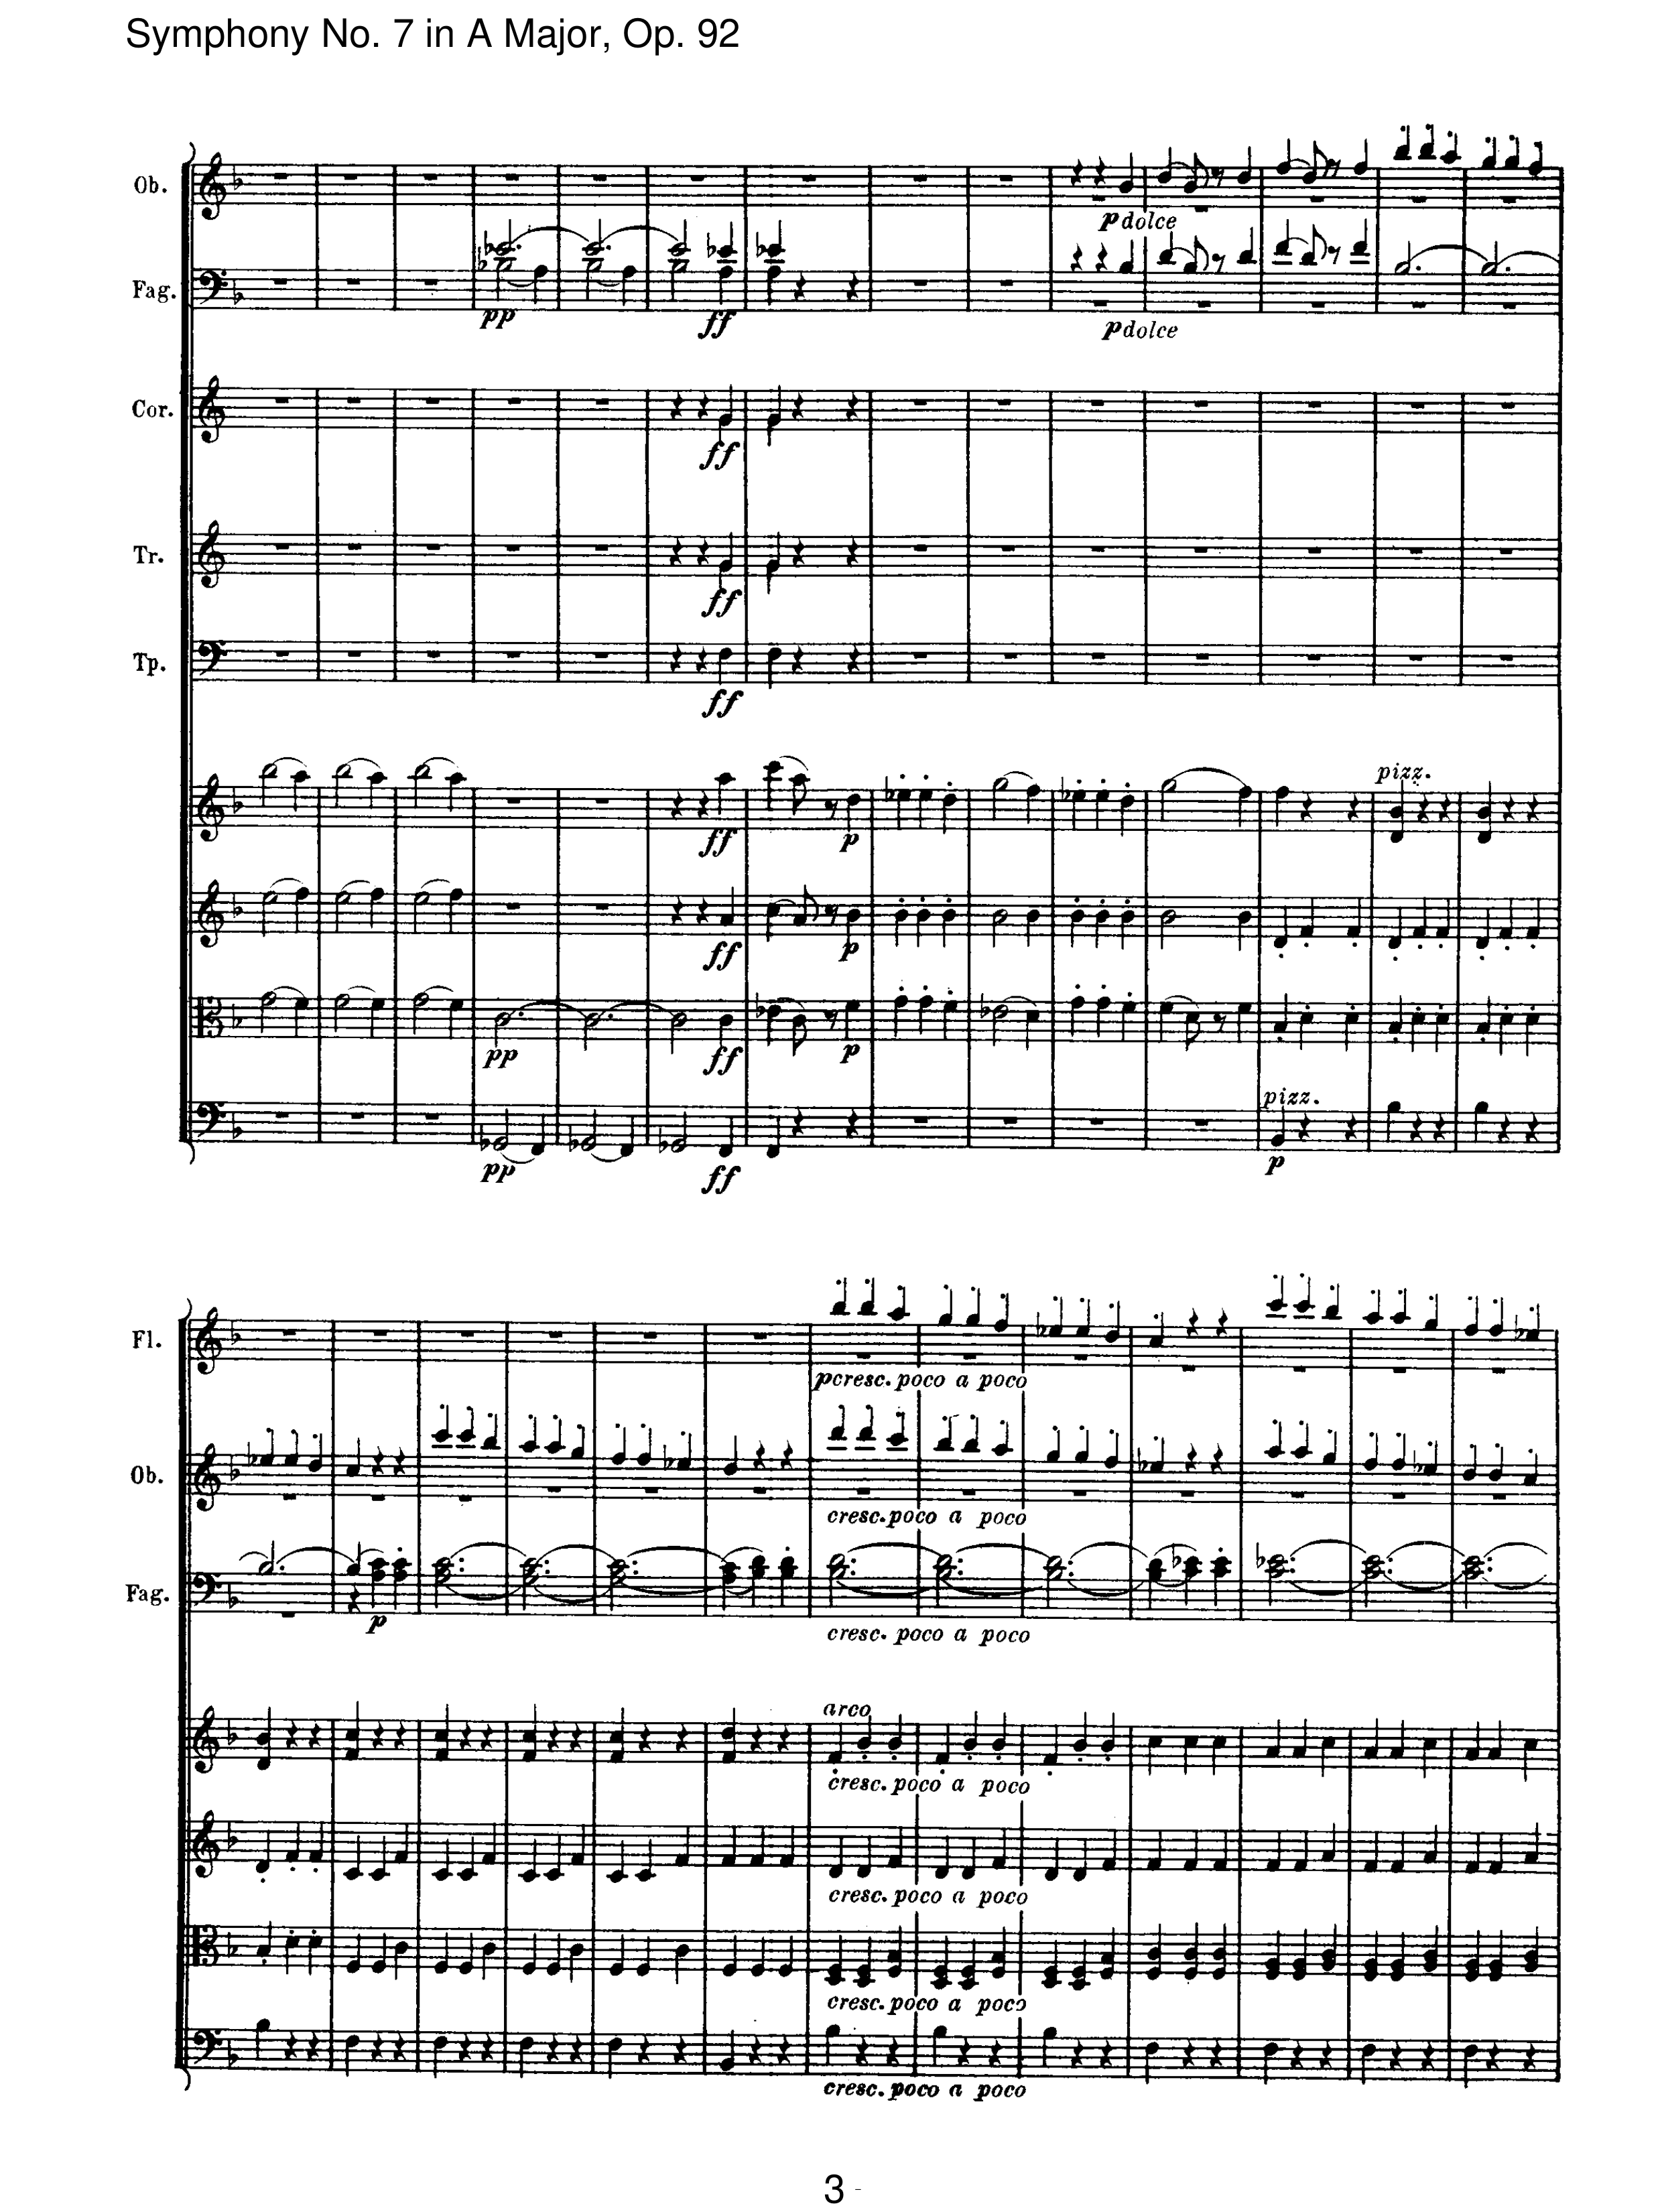 Symphony No. 7 in A Major, Op. 92
Ob.
p dolce
Fag.
pp
ff
p dolce
Cor.
ff
Tr.
ff
Tp.
ff
pizz.
ff
p
ff
p
pp
ff
p
pizz.
pp
ff
p
Fl.
p cresc. poco a poco
Ob.
cresc. poco a poco
Fag.
p
cresc. poco a poco
arco
cresc. poco a poco
cresc. poco a poco
cresc. poco a poco
cresc. poco a poco
3 -